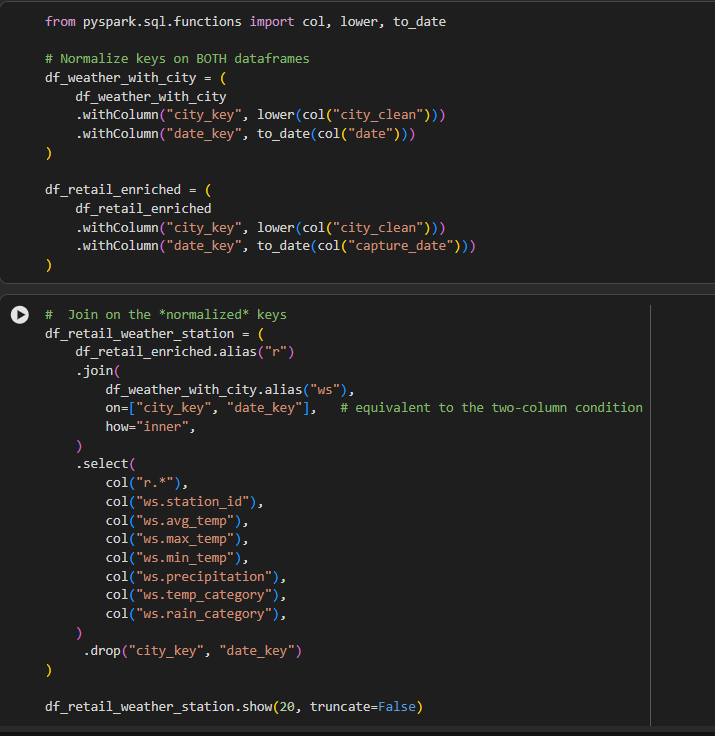 from pyspark.sql.functions import col, lower, to_date

# Normalize keys on BOTH dataframes
df_weather_with_city = (
    df_weather_with_city
    .withColumn("city_key", lower(col("city_clean")))
    .withColumn("date_key", to_date(col("date")))
)

df_retail_enriched = (
    df_retail_enriched
    .withColumn("city_key", lower(col("city_clean")))
    .withColumn("date_key", to_date(col("capture_date")))
)

#  Join on the *normalized* keys
df_retail_weather_station = (
    df_retail_enriched.alias("r")
    .join(
        df_weather_with_city.alias("ws"),
        on=["city_key", "date_key"],   # equivalent to the two-column condition
        how="inner",
    )
    .select(
        col("r.*"),
        col("ws.station_id"),
        col("ws.avg_temp"),
        col("ws.max_temp"),
        col("ws.min_temp"),
        col("ws.precipitation"),
        col("ws.temp_category"),
        col("ws.rain_category"),
    )
     .drop("city_key", "date_key")
)

df_retail_weather_station.show(20, truncate=False)